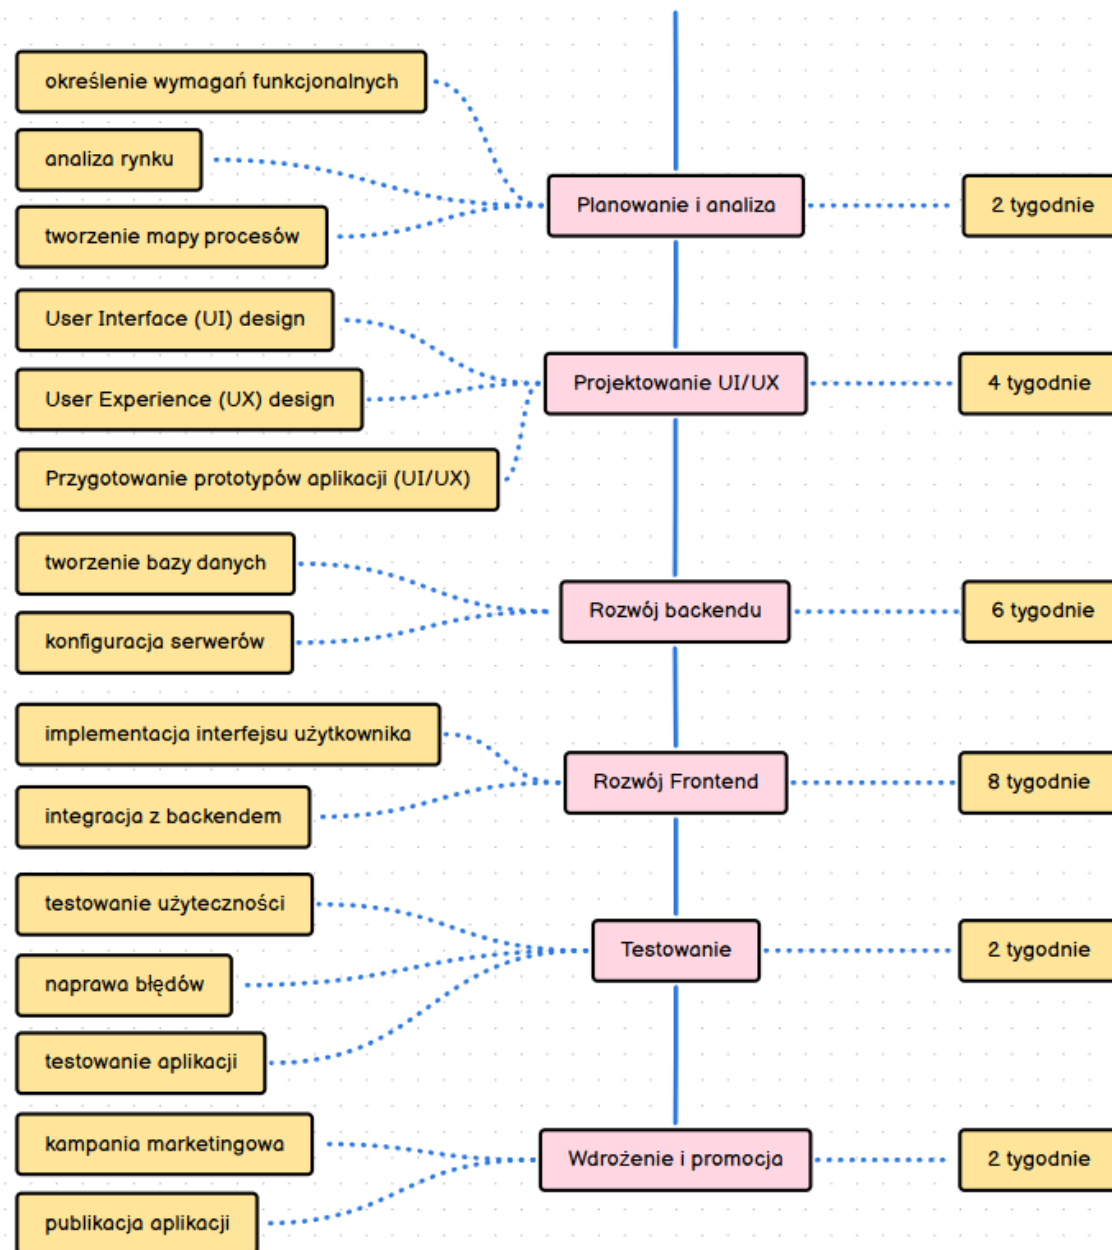 określenie wymagań funkcjonalnych
analiza rynku
tworzenie mapy procesów
Planowanie i analiza
2 tygodnie
User Interface (UI) design
User Experience (UX) design
Przygotowanie prototypów aplikacji (UI/UX)
Projektowanie UI/UX
4 tygodnie
tworzenie bazy danych
konfiguracja serwerów
Rozwój backendu
6 tygodnie
implementacja interfejsu użytkownika
integracja z backendem
Rozwój Frontend
8 tygodnie
testowanie użyteczności
naprawa błędów
testowanie aplikacji
Testowanie
2 tygodnie
kampania marketingowa
publikacja aplikacji
Wdrożenie i promocja
2 tygodnie